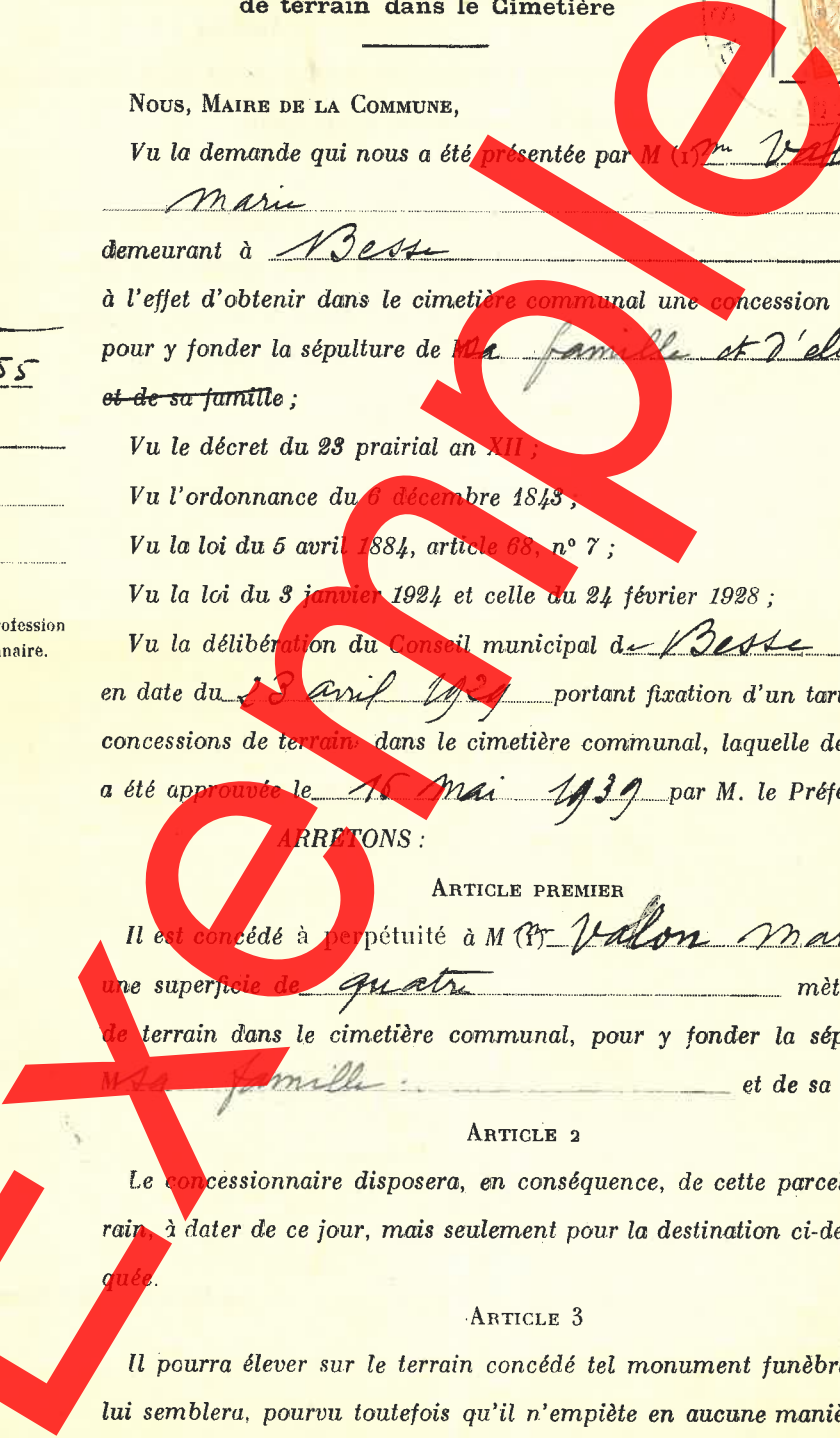 de terrain dans le Cimetière
Nous, Maire de la Commune,
Vu la demande qui nous a été présentée par M (1) me
Marie
demeurant à Besse
à l'effet d'obtenir dans le cimetière communal une concession
pour y fonder la sépulture de sa famille et d'el
et de sa famille ;
55
Vu le décret du 23 prairial an XII ;
Vu l'ordonnance du 6 décembre 1843 ;
Vu la loi du 5 avril 1884, article 68, n° 7 ;
Vu la loi du 3 janvier 1924 et celle du 24 février 1928 ;
ofession
naire.
Vu la délibération du Conseil municipal de Besse
en date du 23 avril 1929 portant fixation d'un tar
concessions de terrain dans le cimetière communal, laquelle dé
a été approuvée le 15 Mai 1939 par M. le Préfe
ARRÊTONS :
Article premier
Il est concédé à perpétuité à M (1) Valon Mar
une superficie de quatre mèt
de terrain dans le cimetière communal, pour y fonder la sép
M sa famille et de sa
Article 2
Le concessionnaire disposera, en conséquence, de cette parce
rain, à dater de ce jour, mais seulement pour la destination ci-de
quée.
Article 3
Il pourra élever sur le terrain concédé tel monument funèbr
lui semblera, pourvu toutefois qu'il n'empiète en aucune maniè
Exemple